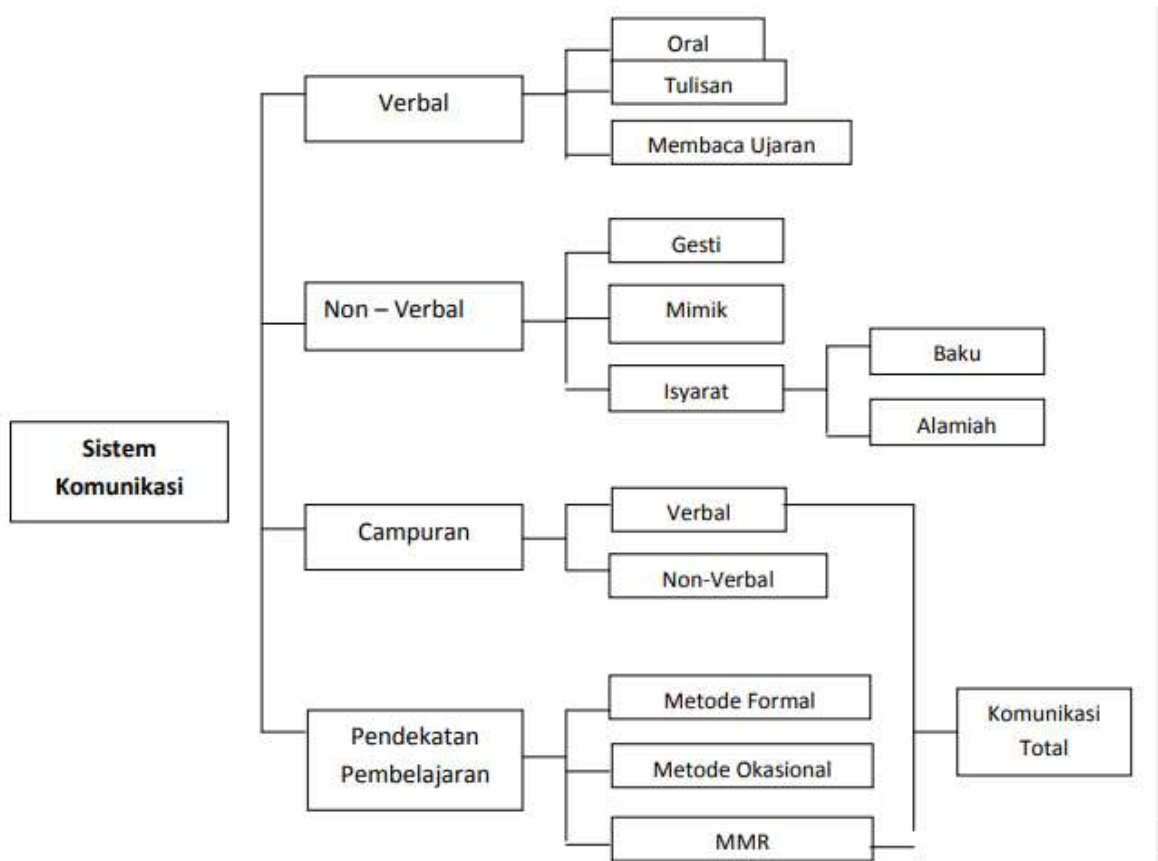 Oral
Verbal
Tulisan
Membaca Ujaran
Gesti
Non – Verbal
Mimik
Baku
Isyarat
Alamiah
Sistem
Komunikasi
Campuran
Verbal
Non-Verbal
Metode Formal
Pendekatan
Pembelajaran
Metode Okasional
MMR
Komunikasi
Total